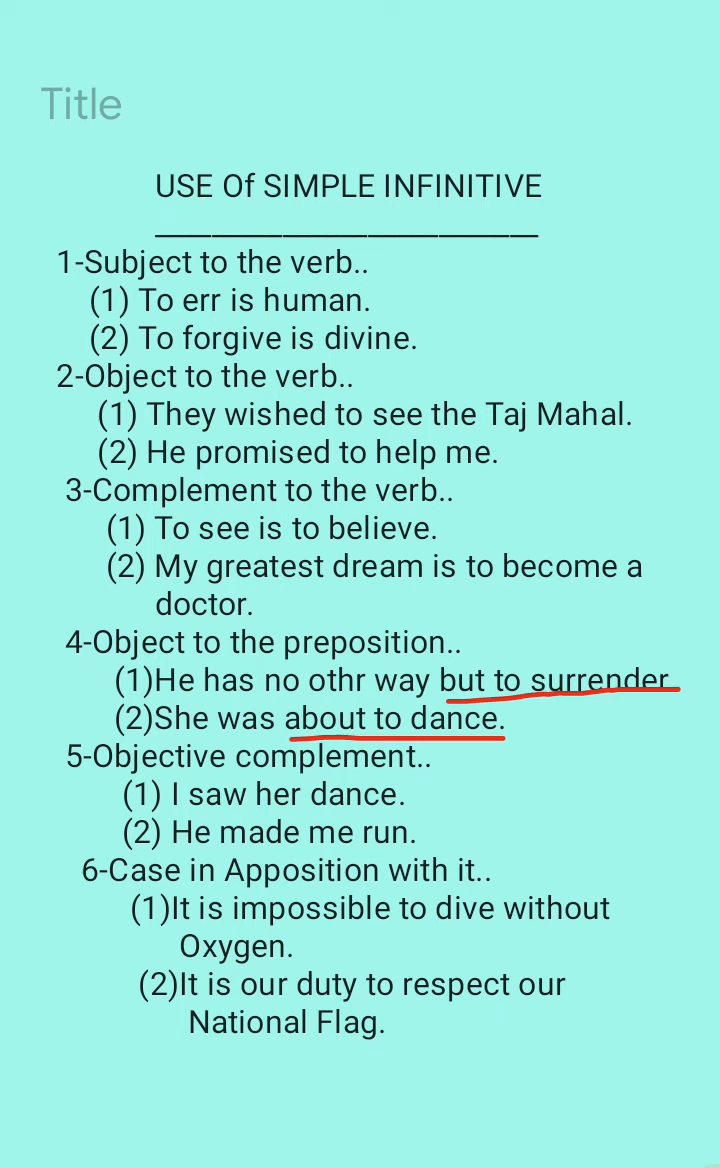 Title
USE Of SIMPLE INFINITIVE
1-Subject to the verb..
(1) To err is human.
(2) To forgive is divine.
2-Object to the verb..
(1) They wished to see the Taj Mahal.
(2) He promised to help me.
3-Complement to the verb..
(1) To see is to believe.
(2) My greatest dream is to become a
doctor.
4-Object to the preposition..
(1)He has no othr way but to surrender
(2)She was about to dance.
5-Objective complement..
(1) I saw her dance.
(2) He made me run.
6-Case in Apposition with it..
(1)It is impossible to dive without
Oxygen.
(2)It is our duty to respect our
National Flag.